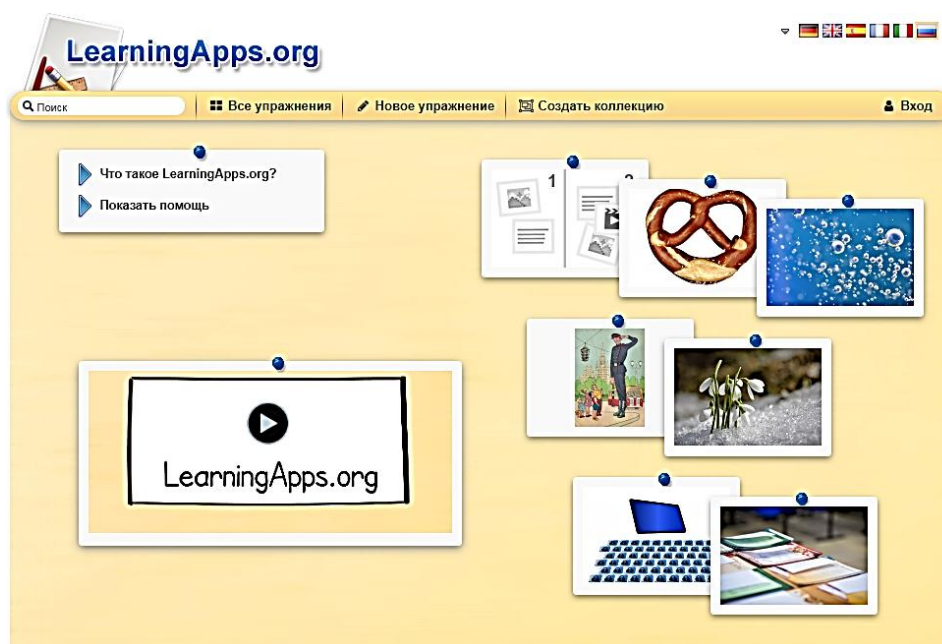 LearningApps.org
Поиск
Все упражнения
Новое упражнение
Создать коллекцию
Вход
Что такое LearningApps.org?
Показать помощь
1
LearningApps.org